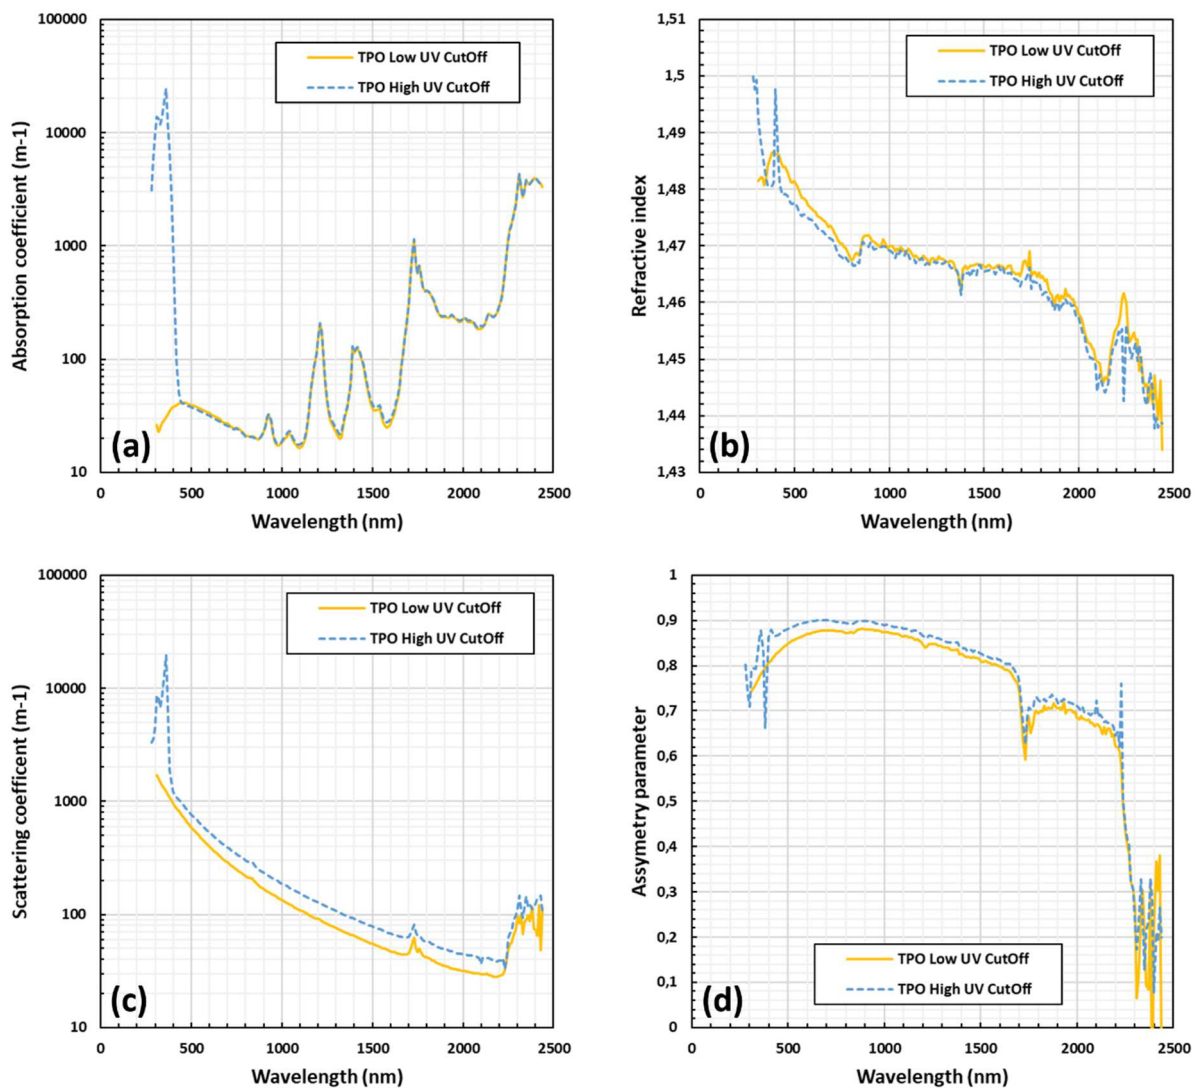 100000
10000
1000
100
10
0
500
1000
1500
2000
2500
Absorption coefficient (m-1)
Wavelength (nm)
TPO Low UV CutOff
TPO High UV CutOff
(a)
1,51
1,5
1,49
1,48
1,47
1,46
1,45
1,44
1,43
0
500
1000
1500
2000
2500
Refractive index
Wavelength (nm)
TPO Low UV CutOff
TPO High UV CutOff
(b)
100000
10000
1000
100
10
0
500
1000
1500
2000
2500
Scattering coefficent (m-1)
Wavelength (nm)
TPO Low UV CutOff
TPO High UV CutOff
(c)
1
0,9
0,8
0,7
0,6
0,5
0,4
0,3
0,2
0,1
0
0
500
1000
1500
2000
2500
Assymetry parameter
Wavelength (nm)
TPO Low UV CutOff
TPO High UV CutOff
(d)